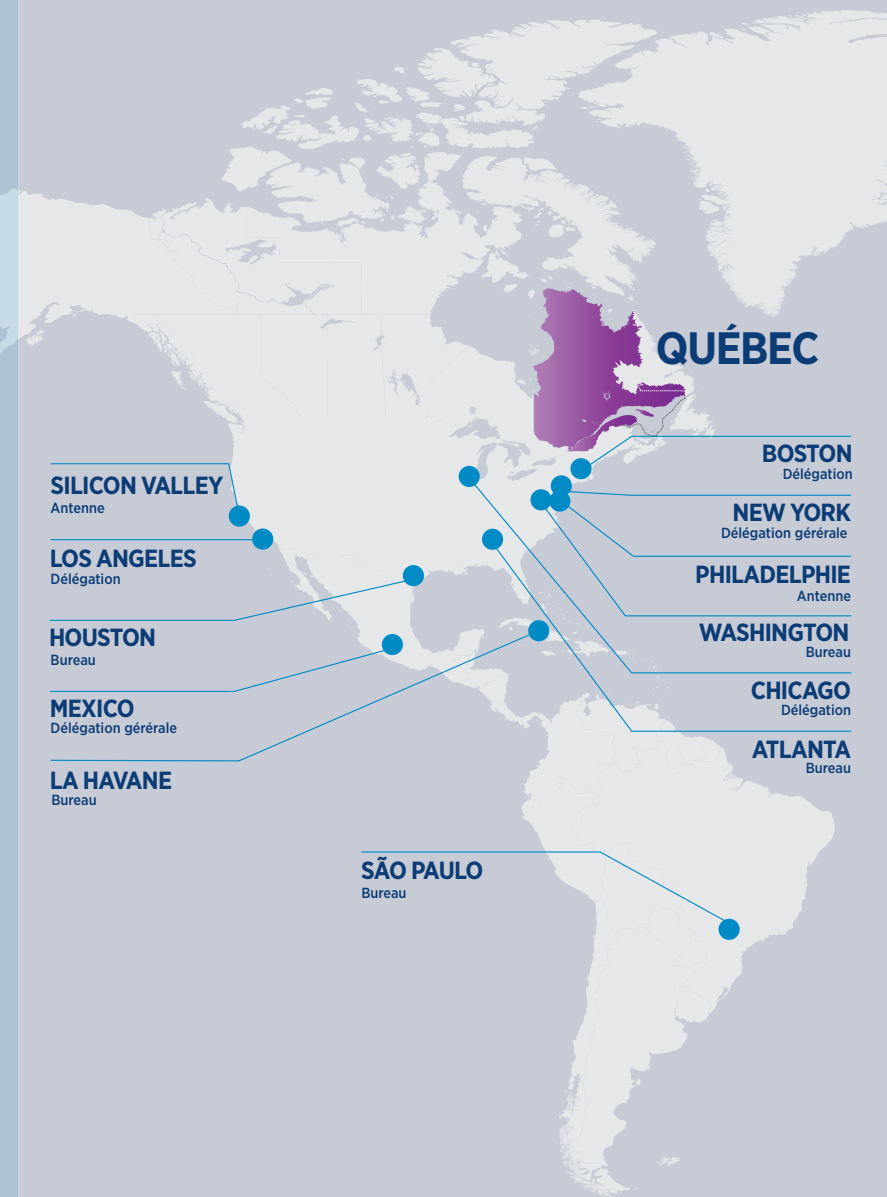 QUÉBEC
SILICON VALLEY
Antenne
LOS ANGELES
Délégation
HOUSTON
Bureau
MEXICO
Délégation gérérale
LA HAVANE
Bureau
BOSTON
Délégation
NEW YORK
Délégation gérérale
PHILADELPHIE
Antenne
WASHINGTON
Bureau
CHICAGO
Délégation
ATLANTA
Bureau
SÃO PAULO
Bureau